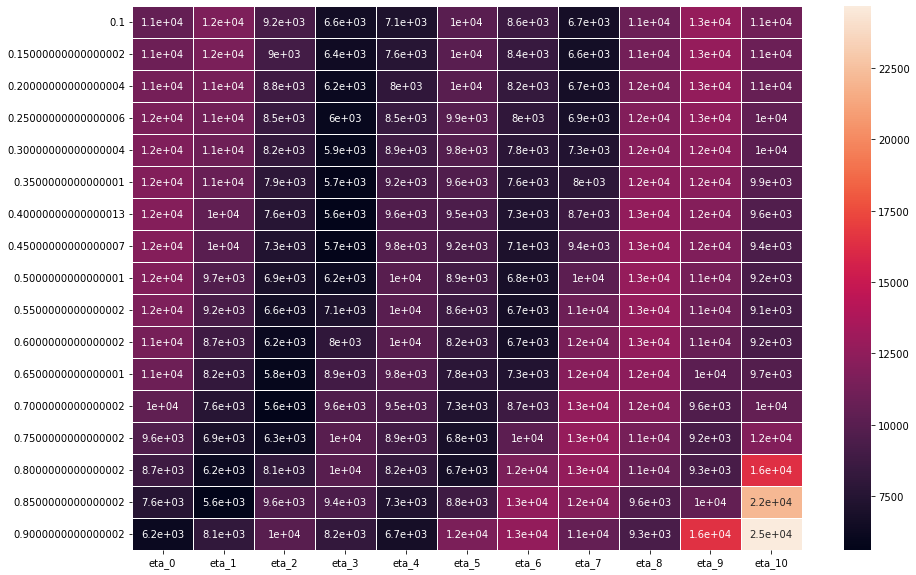 0.1 1.1e+04 1.2e+04 9.2e+03 6.6e+03 7.1e+03 1e+04 8.6e+03 6.7e+03 1.1e+04 1.3e+04 1.1e+04
0.15000000000000002 1.1e+04 1.2e+04 9e+03 6.4e+03 7.6e+03 1e+04 8.4e+03 6.6e+03 1.1e+04 1.3e+04 1.1e+04
22500
0.20000000000000004 1.1e+04 1.1e+04 8.8e+03 6.2e+03 8e+03 1e+04 8.2e+03 6.7e+03 1.2e+04 1.3e+04 1.1e+04
0.25000000000000006 1.2e+04 1.1e+04 8.5e+03 6e+03 8.5e+03 9.9e+03 8e+03 6.9e+03 1.2e+04 1.3e+04 1e+04
20000
0.30000000000000004 1.2e+04 1.1e+04 8.2e+03 5.9e+03 8.9e+03 9.8e+03 7.8e+03 7.3e+03 1.2e+04 1.2e+04 1e+04
0.3500000000000001 1.2e+04 1.1e+04 7.9e+03 5.7e+03 9.2e+03 9.6e+03 7.6e+03 8e+03 1.2e+04 1.2e+04 9.9e+03
17500
0.40000000000000013 1.2e+04 1e+04 7.6e+03 5.6e+03 9.6e+03 9.5e+03 7.3e+03 8.7e+03 1.3e+04 1.2e+04 9.6e+03
0.45000000000000007 1.2e+04 1e+04 7.3e+03 5.7e+03 9.8e+03 9.2e+03 7.1e+03 9.4e+03 1.3e+04 1.2e+04 9.4e+03
0.5000000000000001 1.2e+04 9.7e+03 6.9e+03 6.2e+03 1e+04 8.9e+03 6.8e+03 1e+04 1.3e+04 1.1e+04 9.2e+03
15000
0.5500000000000002 1.2e+04 9.2e+03 6.6e+03 7.1e+03 1e+04 8.6e+03 6.7e+03 1.1e+04 1.3e+04 1.1e+04 9.1e+03
0.6000000000000002 1.1e+04 8.7e+03 6.2e+03 8e+03 1e+04 8.2e+03 6.7e+03 1.2e+04 1.3e+04 1.1e+04 9.2e+03
12500
0.6500000000000001 1.1e+04 8.2e+03 5.8e+03 8.9e+03 9.8e+03 7.8e+03 7.3e+03 1.2e+04 1.2e+04 1e+04 9.7e+03
0.7000000000000002 1e+04 7.6e+03 5.6e+03 9.6e+03 9.5e+03 7.3e+03 8.7e+03 1.3e+04 1.2e+04 9.6e+03 1e+04
10000
0.7500000000000002 9.6e+03 6.9e+03 6.3e+03 1e+04 8.9e+03 6.8e+03 1e+04 1.3e+04 1.1e+04 9.2e+03 1.2e+04
0.8000000000000002 8.7e+03 6.2e+03 8.1e+03 1e+04 8.2e+03 6.7e+03 1.2e+04 1.3e+04 1.1e+04 9.3e+03 1.6e+04
7500
0.8500000000000002 7.6e+03 5.6e+03 9.6e+03 9.4e+03 7.3e+03 8.8e+03 1.3e+04 1.2e+04 9.6e+03 1e+04 2.2e+04
0.9000000000000002 6.2e+03 8.1e+03 1e+04 8.2e+03 6.7e+03 1.2e+04 1.3e+04 1.1e+04 9.3e+03 1.6e+04 2.5e+04
eta_0 eta_1 eta_2 eta_3 eta_4 eta_5 eta_6 eta_7 eta_8 eta_9 eta_10